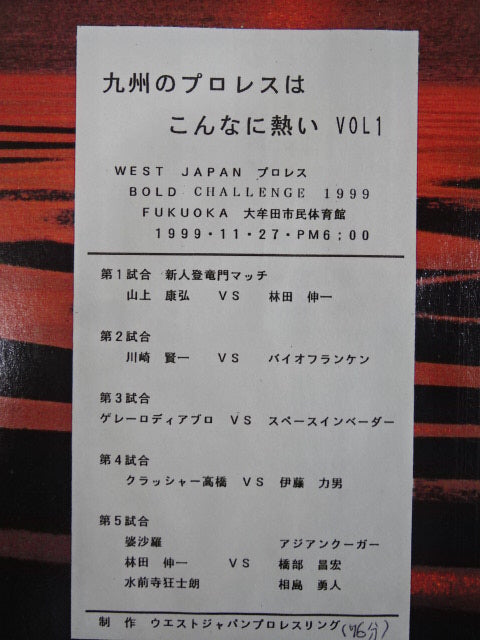 九州のプロレスは
こんなに熱い VOL1
WEST JAPAN プロレス
BOLD CHALLENGE 1999
FUKUOKA 大牟田市民体育館
1999・11・27・PM6;00
第1試合 新人登竜門マッチ
山上 康弘 VS 林田 伸一
第2試合
川崎 賢一 VS バイオフランケン
第3試合
ゲレーロディアブロ VS スペースインベーダー
第4試合
クラッシャー高橋 VS 伊藤 力男
第5試合
婆沙羅 アジアンクーガー
林田 伸一 VS 橋部 昌宏
水前寺狂士朗 相島 勇人
制作 ウエストジャパンプロレスリング